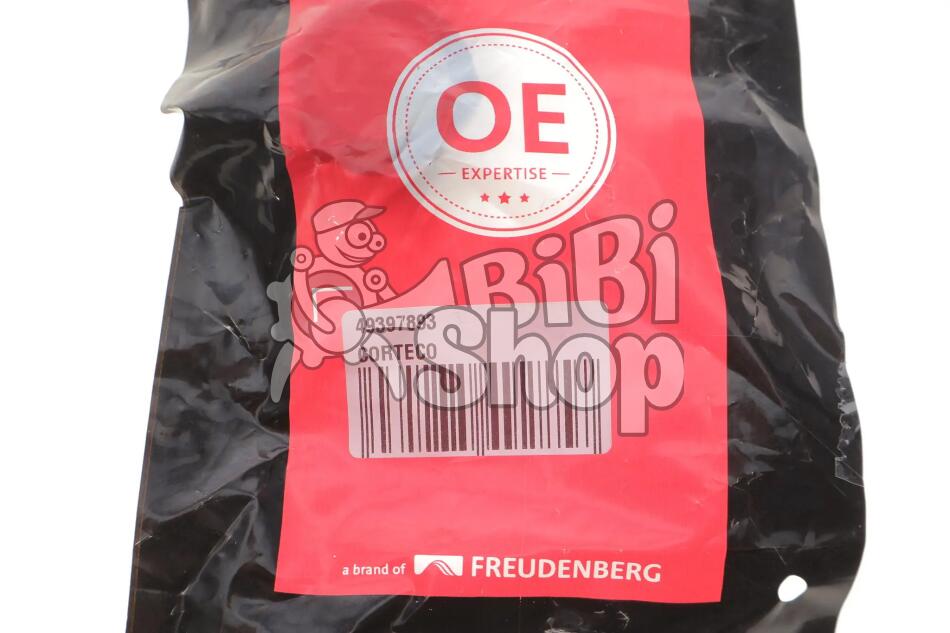 OE
EXPERTISE
BiBi
Shop
49397893
CORTECO
a brand of FREUDENBERG